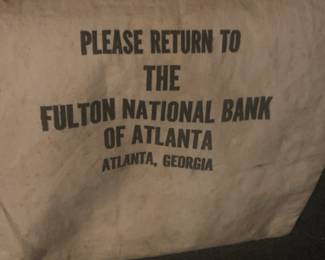 PLEASE RETURN TO
THE
FULTON NATIONAL BANK
OF ATLANTA
ATLANTA, GEORGIA